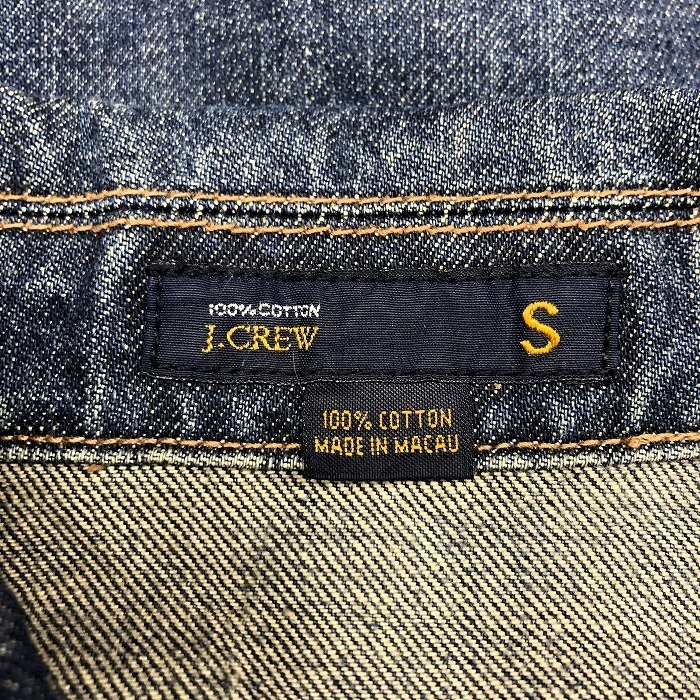 100% COTTON
J.CREW
S
100% COTTON
MADE IN MACAU